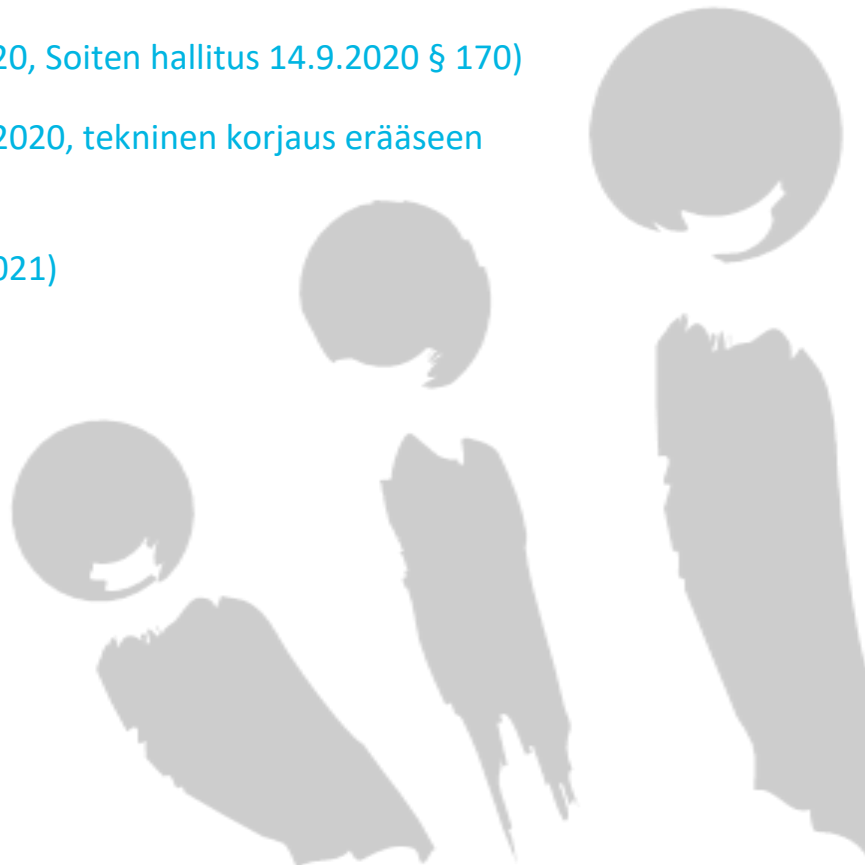 20, Soiten hallitus 14.9.2020 § 170)
2020, tekninen korjaus erääseen
021)